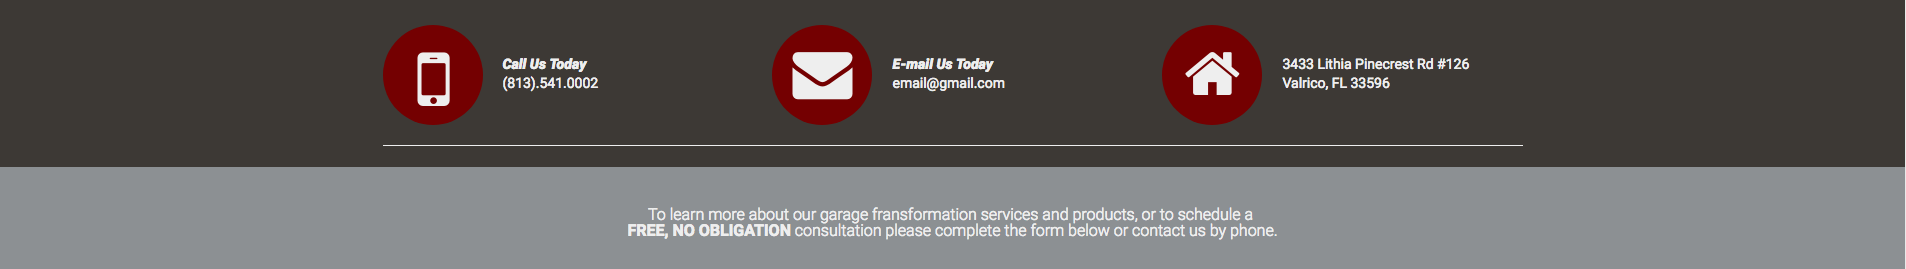 Call Us Today
(813).541.0002
E-mail Us Today
email@gmail.com
3433 Lithia Pinecrest Rd #126
Valrico, FL 33596
To learn more about our garage fransformation services and products, or to schedule a
FREE, NO OBLIGATION consultation please complete the form below or contact us by phone.